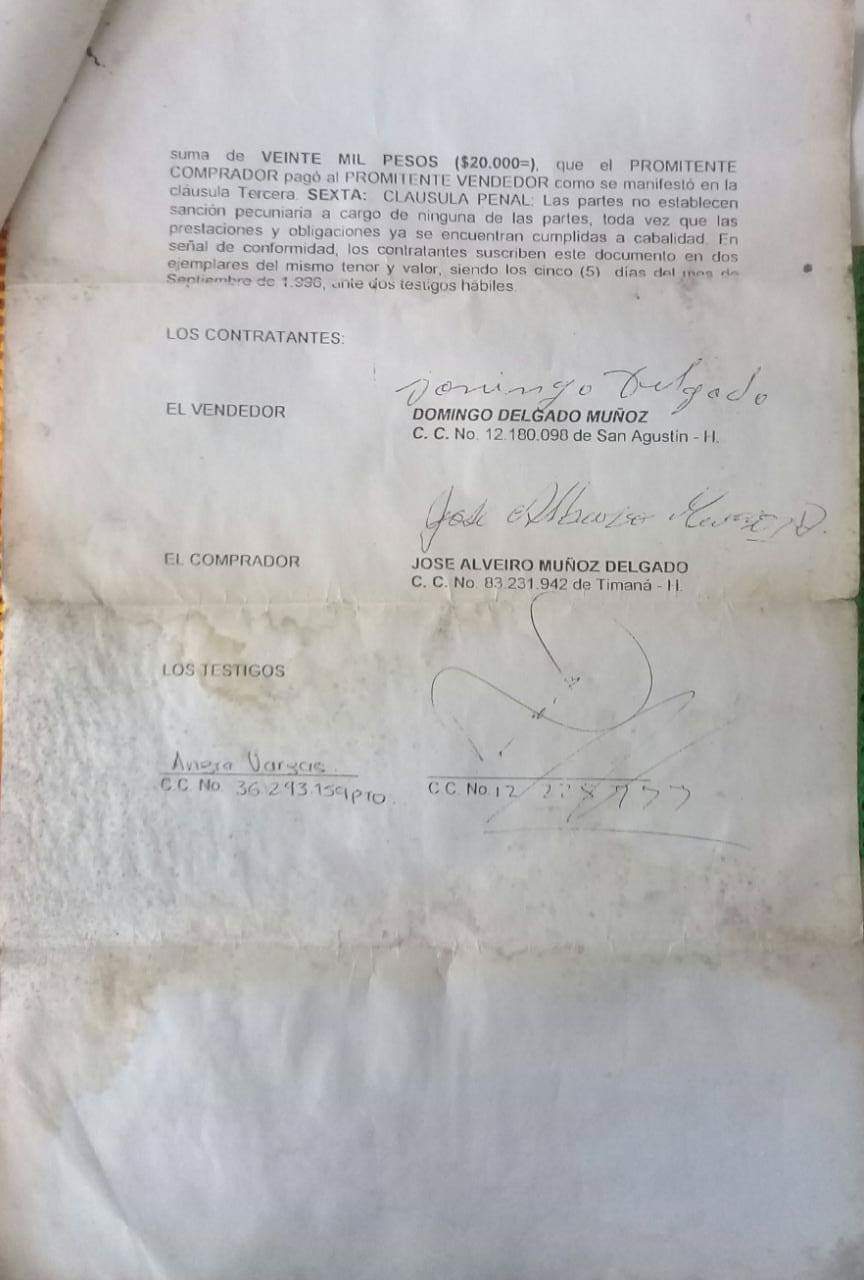 suma de VEINTE MIL PESOS ($20.000=), que el PROMITENTE
COMPRADOR pagó al PROMITENTE VENDEDOR como se manifestó en la
cláusula Tercera. SEXTA: CLAUSULA PENAL: Las partes no establecen
sanción pecuniaria a cargo de ninguna de las partes, toda vez que las
prestaciones y obligaciones ya se encuentran cumplidas a cabalidad. En
señal de conformidad, los contratantes suscriben este documento en dos
ejemplares del mismo tenor y valor, siendo los cinco (5) días del mes de
Septiembre de ante dos testigos hábiles.
LOS CONTRATANTES:
Domingo Delgado
EL VENDEDOR
DOMINGO DELGADO MUÑOZ
C. C. No. 12.180.098 de San Agustín - H.
Jose Muñoz D.
EL COMPRADOR
JOSE ALVEIRO MUÑOZ DELGADO
C. C. No. 83.231.942 de Timaná - H.
LOS TESTIGOS
Vargas
C.C. No. 36.293.159 PTO.
C.C. No. 12